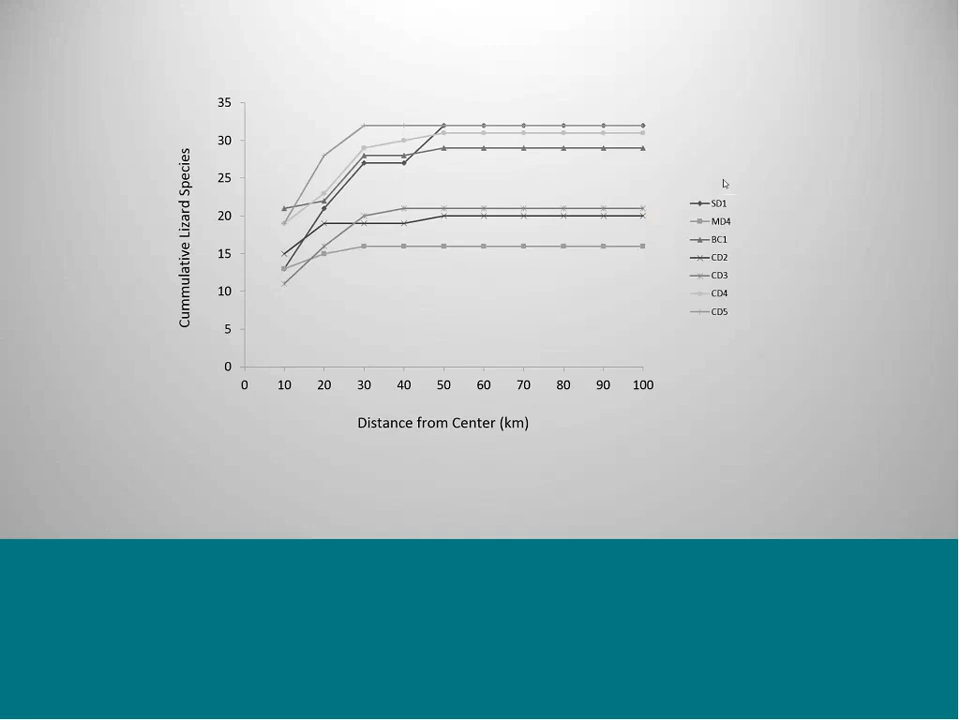 35
30
25
20
15
10
5
0
0 10 20 30 40 50 60 70 80 90 100
Cummulative Lizard Species
Distance from Center (km)
SD1
MD4
BC1
CD2
CD3
CD4
CD5